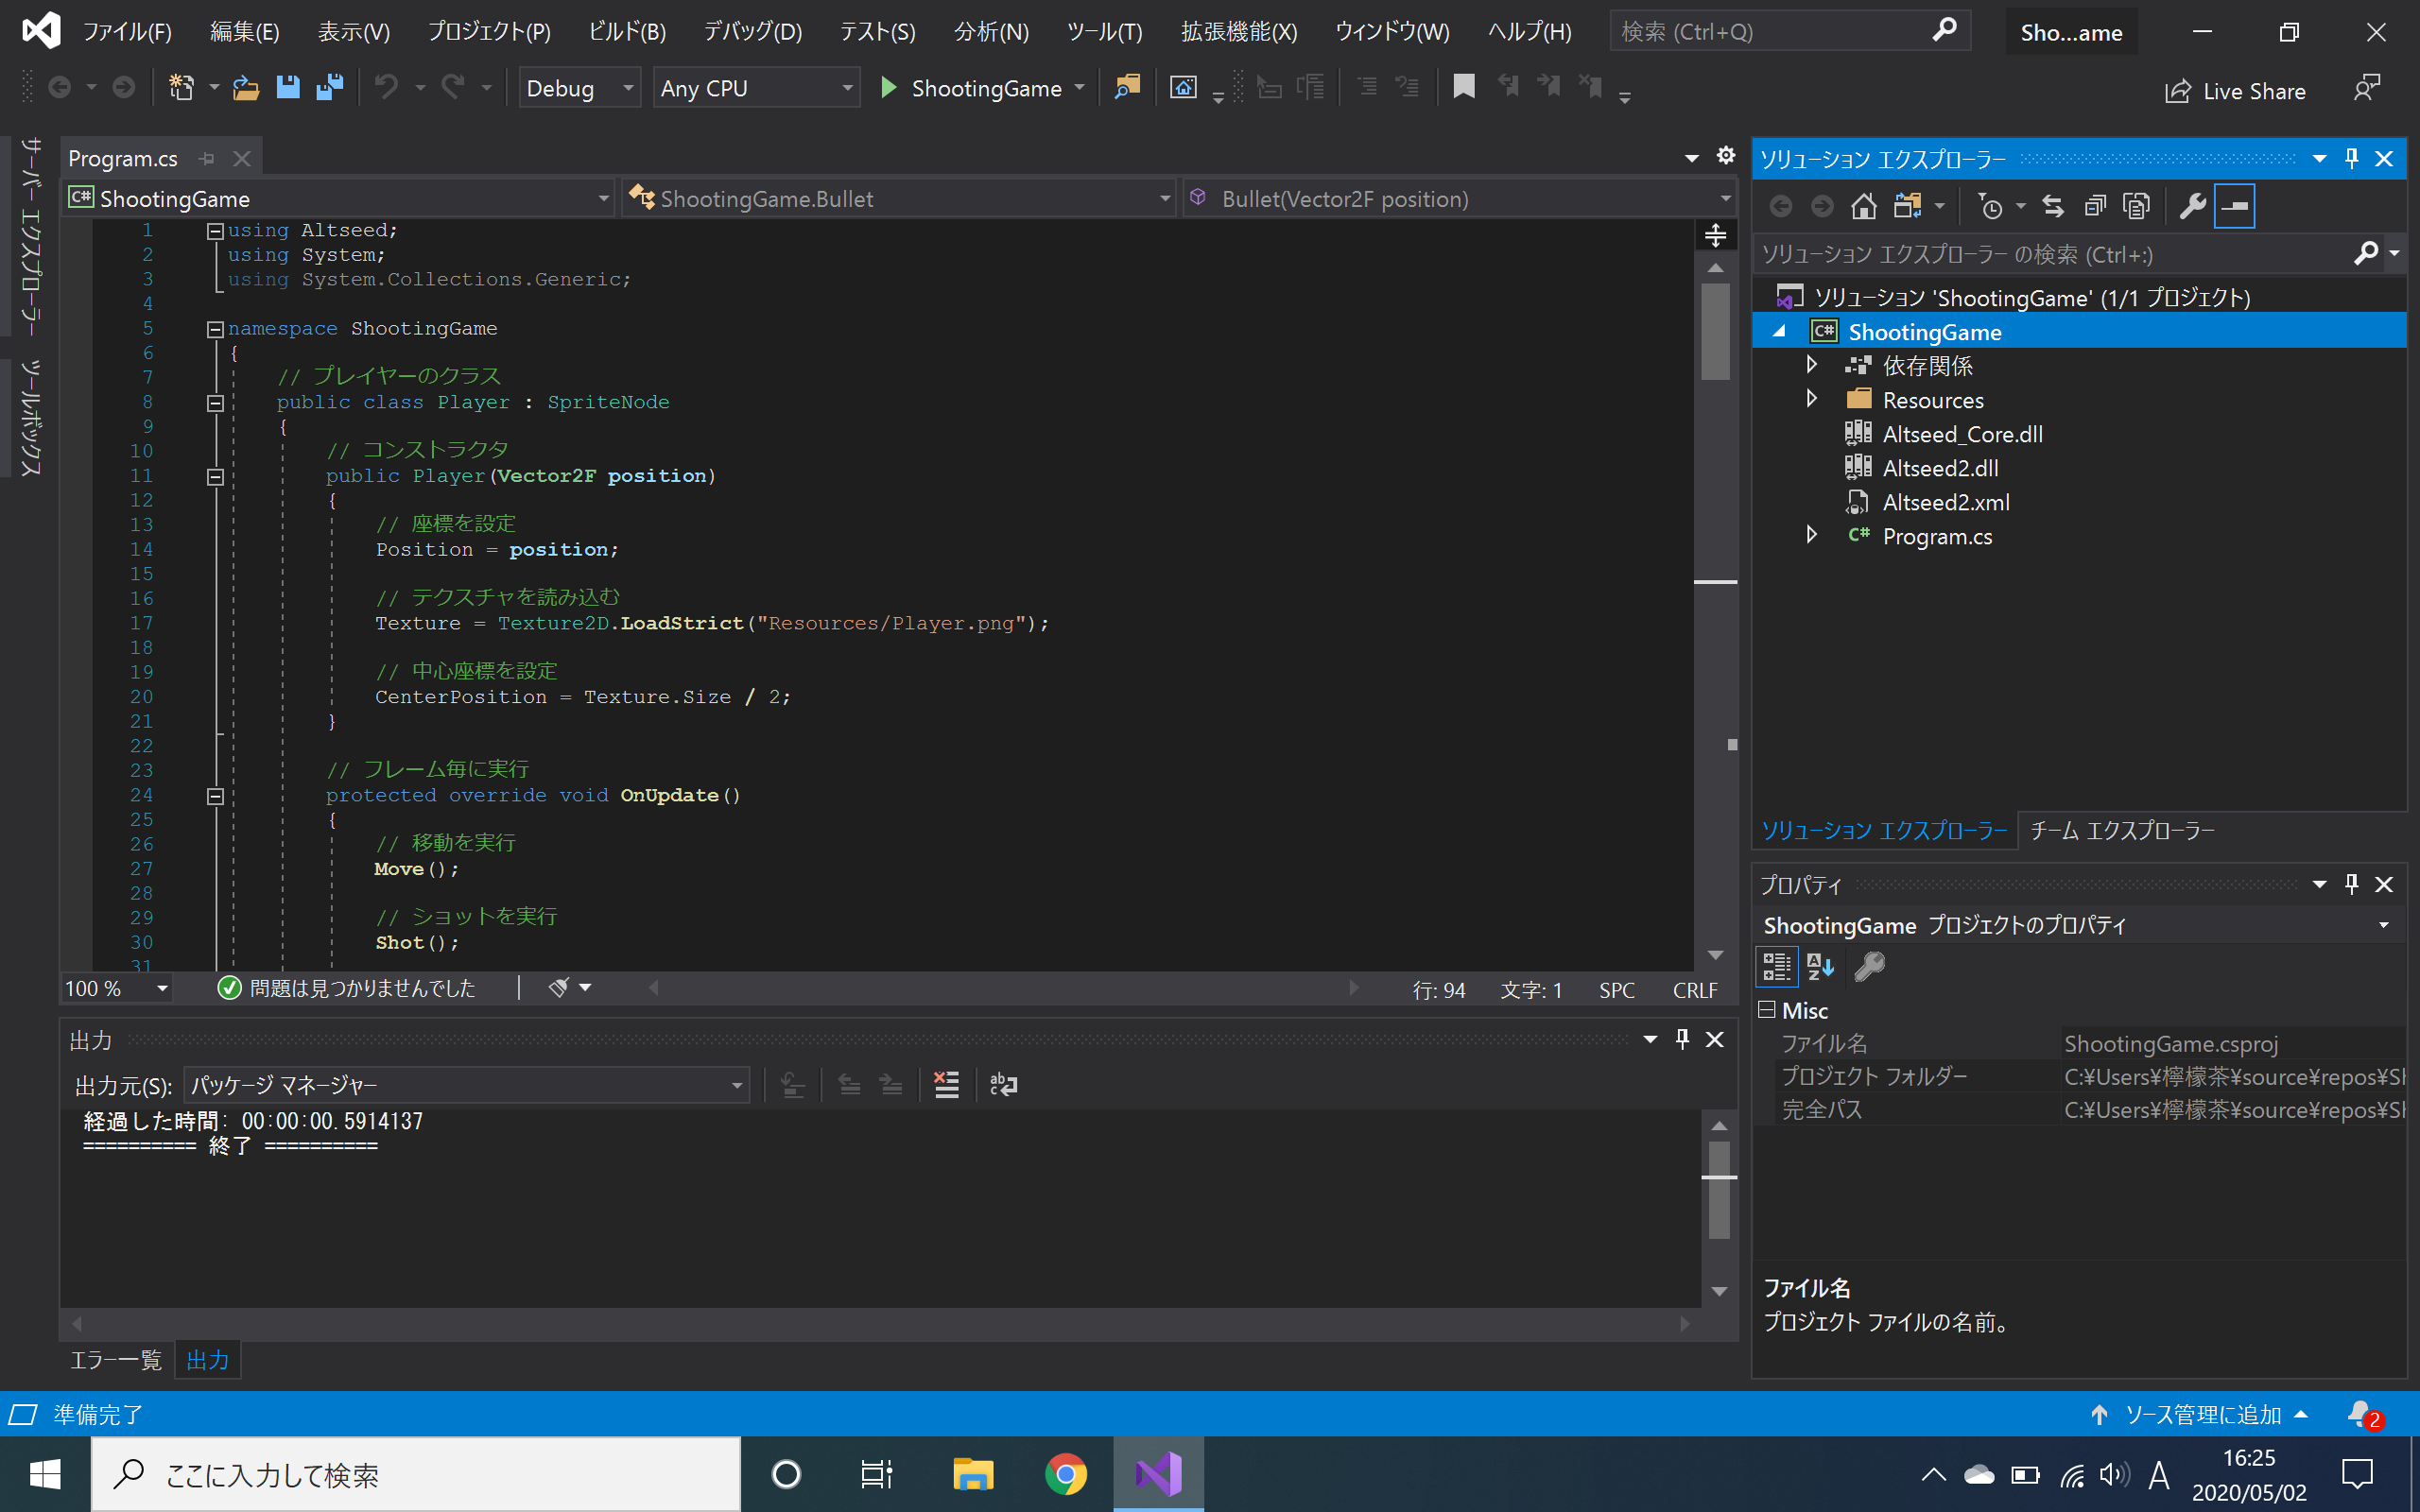 ファイル(F) 編集(E) 表示(V) プロジェクト(P) ビルド(B) デバッグ(D) テスト(S) 分析(N) ツール(T) 拡張機能(X) ウィンドウ(W) ヘルプ(H) 検索 (Ctrl+Q) Sho...ame
Debug Any CPU ShootingGame Live Share
サーバー エクスプローラー
ツールボックス
Program.cs
ShootingGame ShootingGame.Bullet Bullet(Vector2F position)
1 using Altseed;
2 using System;
3 using System.Collections.Generic;
4
5 namespace ShootingGame
6 {
7 // プレイヤーのクラス
8 public class Player : SpriteNode
9 {
10 // コンストラクタ
11 public Player(Vector2F position)
12 {
13 // 座標を設定
14 Position = position;
15
16 // テクスチャを読み込む
17 Texture = Texture2D.LoadStrict("Resources/Player.png");
18
19 // 中心座標を設定
20 CenterPosition = Texture.Size / 2;
21 }
22
23 // フレーム毎に実行
24 protected override void OnUpdate()
25 {
26 // 移動を実行
27 Move();
28
29 // ショットを実行
30 Shot();
31
100 % 問題は見つかりませんでした 行: 94 文字: 1 SPC CRLF
出力
出力元(S): パッケージ マネージャー
経過した時間: 00:00:00.5914137
========== 終了 ==========
エラー一覧 出力
ソリューション エクスプローラー
ソリューション エクスプローラー の検索 (Ctrl+:)
ソリューション 'ShootingGame' (1/1 プロジェクト)
C# ShootingGame
依存関係
Resources
Altseed_Core.dll
Altseed2.dll
Altseed2.xml
C# Program.cs
ソリューション エクスプローラー チーム エクスプローラー
プロパティ
ShootingGame プロジェクトのプロパティ
Misc
ファイル名 ShootingGame.csproj
プロジェクト フォルダー C:¥Users¥檸檬茶¥source¥repos¥Sh
完全パス C:¥Users¥檸檬茶¥source¥repos¥Sh
ファイル名
プロジェクト ファイルの名前。
準備完了 ソース管理に追加 2
ここに入力して検索 A 16:25
2020/05/02